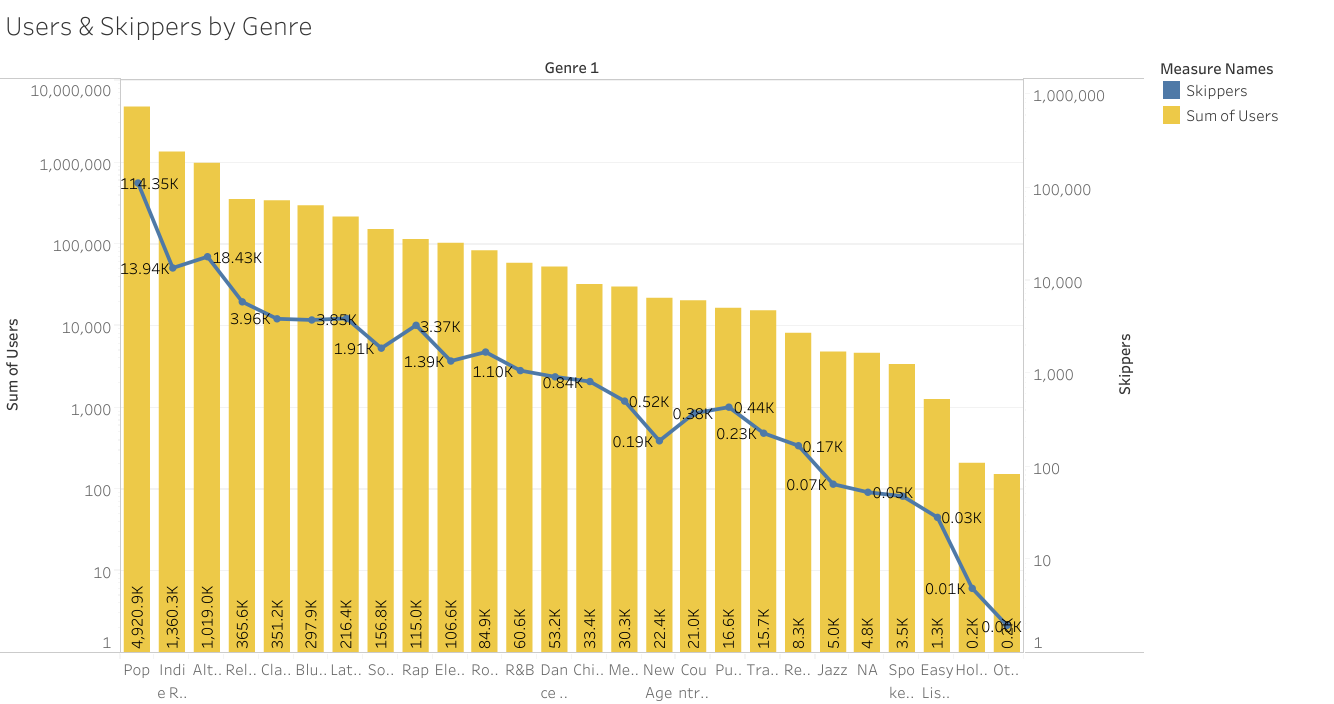 Users & Skippers by Genre
Genre 1
Measure Names
Skippers
Sum of Users
Sum of Users
10,000,000
1,000,000
100,000
10,000
1,000
100
10
1
114.35K
13.94K
18.43K
3.96K
3.85K
1.91K
3.37K
1.39K
1.10K
0.84K
0.52K
0.19K
0.38K
0.44K
0.23K
0.17K
0.07K
0.05K
0.03K
0.01K
0.00K
4,920.9K
1,360.3K
1,019.0K
365.6K
351.2K
297.9K
216.4K
156.8K
115.0K
106.6K
84.9K
60.6K
53.2K
33.4K
30.3K
22.4K
21.0K
16.6K
15.7K
8.3K
5.0K
4.8K
3.5K
1.3K
0.2K
1,000,000
100,000
10,000
1,000
100
10
1
Skippers
Pop Indi Alt.. Rel.. Cla.. Blu.. Lat.. So.. Rap Ele.. Ro.. R&B Dan Chi.. Me.. New Cou Pu.. Tra.. Re.. Jazz NA Spo Easy Hol.. Ot..
e R.. ce .. Age ntr.. ke.. Lis..